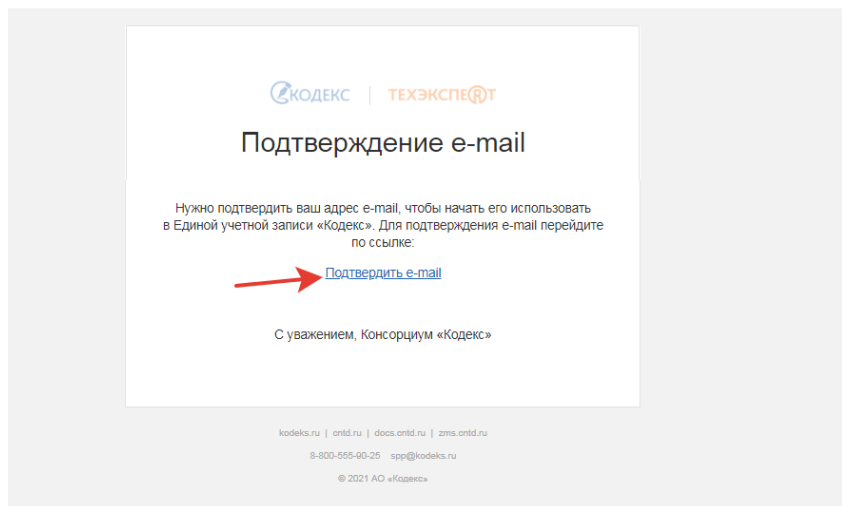 КОДЕКС | ТЕХЭКСПЕРТ
Подтверждение e-mail
Нужно подтвердить ваш адрес e-mail, чтобы начать его использовать
в Единой учетной записи «Кодекс». Для подтверждения e-mail перейдите
по ссылке:
Подтвердить e-mail
С уважением, Консорциум «Кодекс»
kodeks.ru | cntd.ru | docs.cntd.ru | zms.cntd.ru
8-800-555-90-25 spp@kodeks.ru
© 2021 АО «Кодекс»